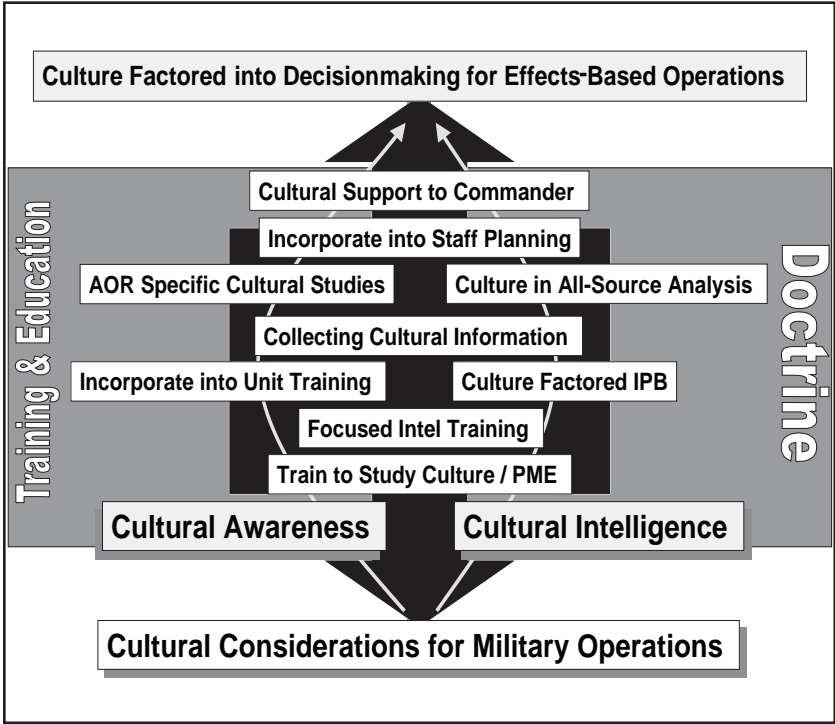 Culture Factored into Decisionmaking for Effects-Based Operations
Training & Education
Doctrine
Cultural Support to Commander
Incorporate into Staff Planning
AOR Specific Cultural Studies
Culture in All-Source Analysis
Collecting Cultural Information
Incorporate into Unit Training
Culture Factored IPB
Focused Intel Training
Train to Study Culture / PME
Cultural Awareness
Cultural Intelligence
Cultural Considerations for Military Operations